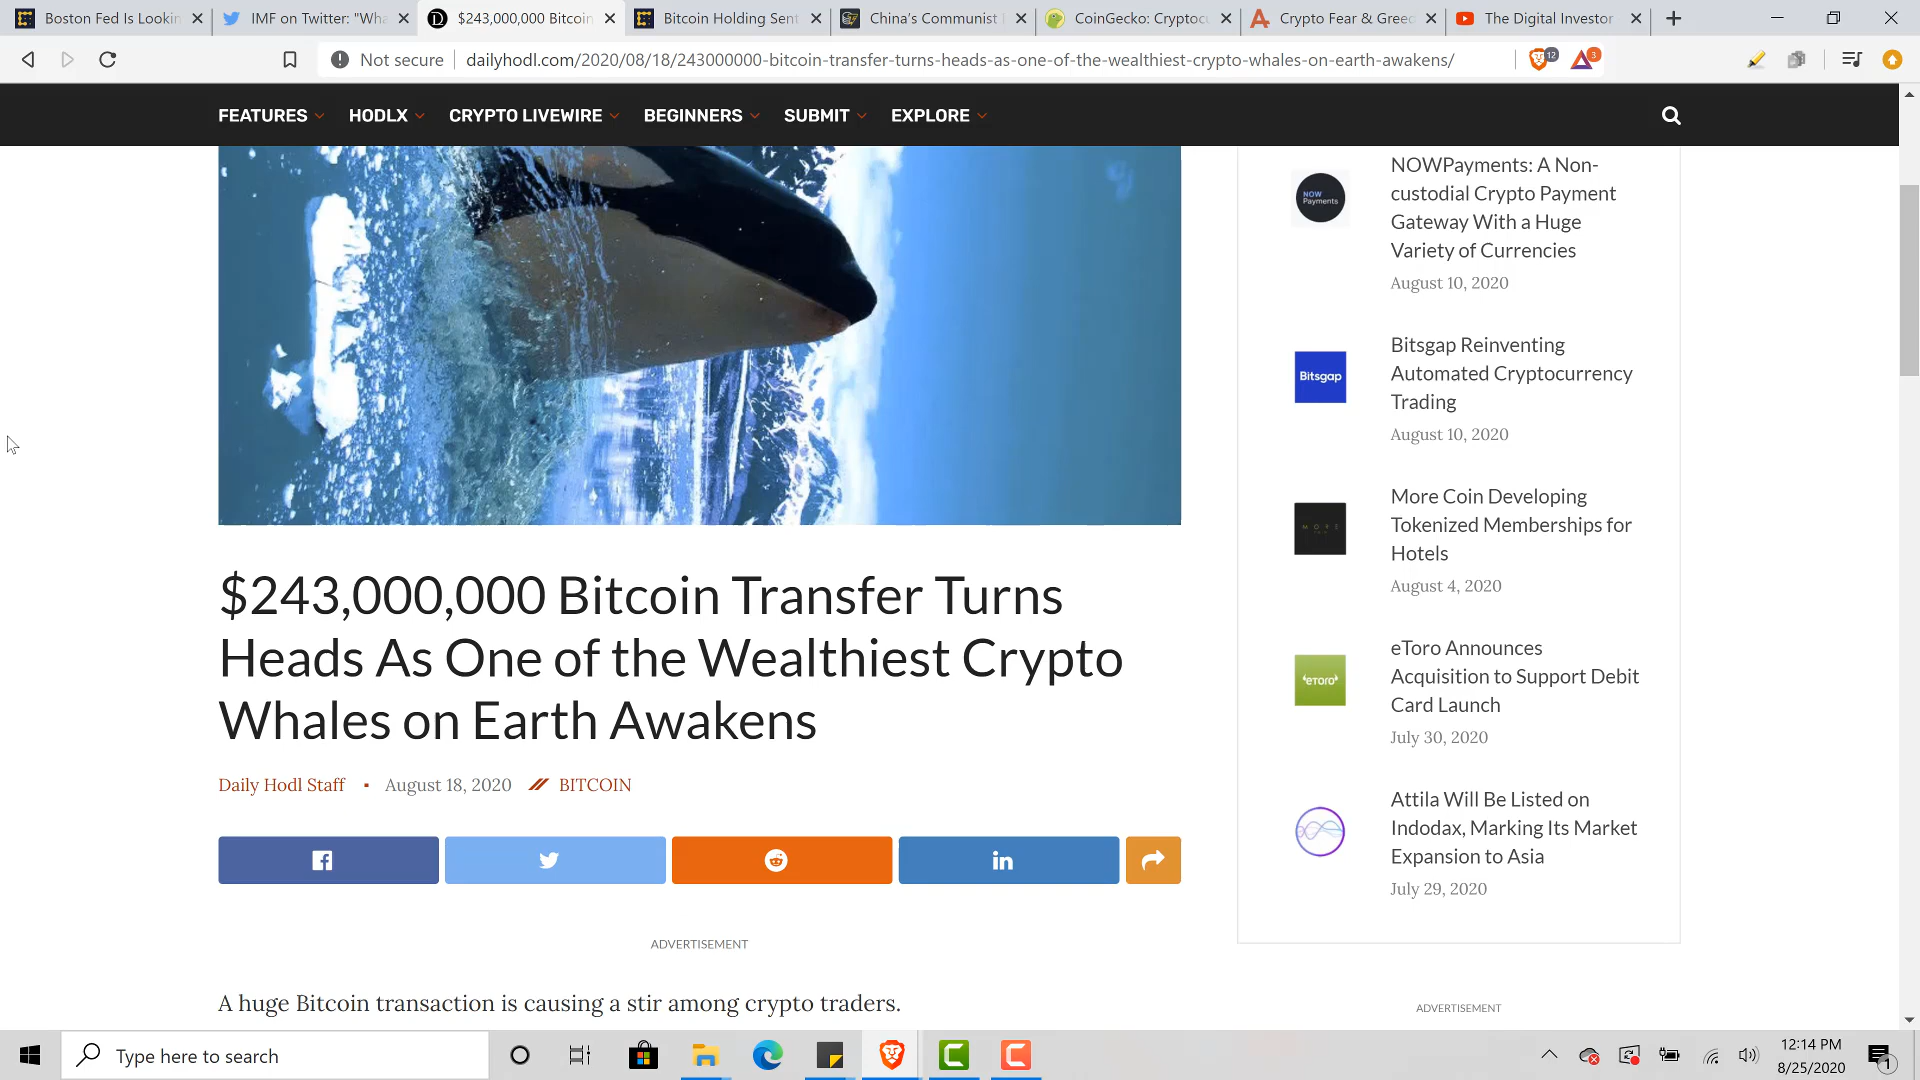 Boston Fed Is Lookin
IMF on Twitter: "Wha
$243,000,000 Bitcoin
Bitcoin Holding Sent
China's Communist
CoinGecko: Cryptocu
Crypto Fear & Greed
The Digital Investor
Not secure
dailyhodl.com/2020/08/18/243000000-bitcoin-transfer-turns-heads-as-one-of-the-wealthiest-crypto-whales-on-earth-awakens/
12
3
FEATURES
HODLX
CRYPTO LIVEWIRE
BEGINNERS
SUBMIT
EXPLORE
NOW
Payments
NOWPayments: A Non-
custodial Crypto Payment
Gateway With a Huge
Variety of Currencies
August 10, 2020
Bitsgap
Bitsgap Reinventing
Automated Cryptocurrency
Trading
August 10, 2020
More Coin Developing
Tokenized Memberships for
Hotels
August 4, 2020
eToro
eToro Announces
Acquisition to Support Debit
Card Launch
July 30, 2020
Attila Will Be Listed on
Indodax, Marking Its Market
Expansion to Asia
July 29, 2020
ADVERTISEMENT
$243,000,000 Bitcoin Transfer Turns
Heads As One of the Wealthiest Crypto
Whales on Earth Awakens
Daily Hodl Staff
August 18, 2020
BITCOIN
ADVERTISEMENT
A huge Bitcoin transaction is causing a stir among crypto traders.
Type here to search
12:14 PM
8/25/2020
1